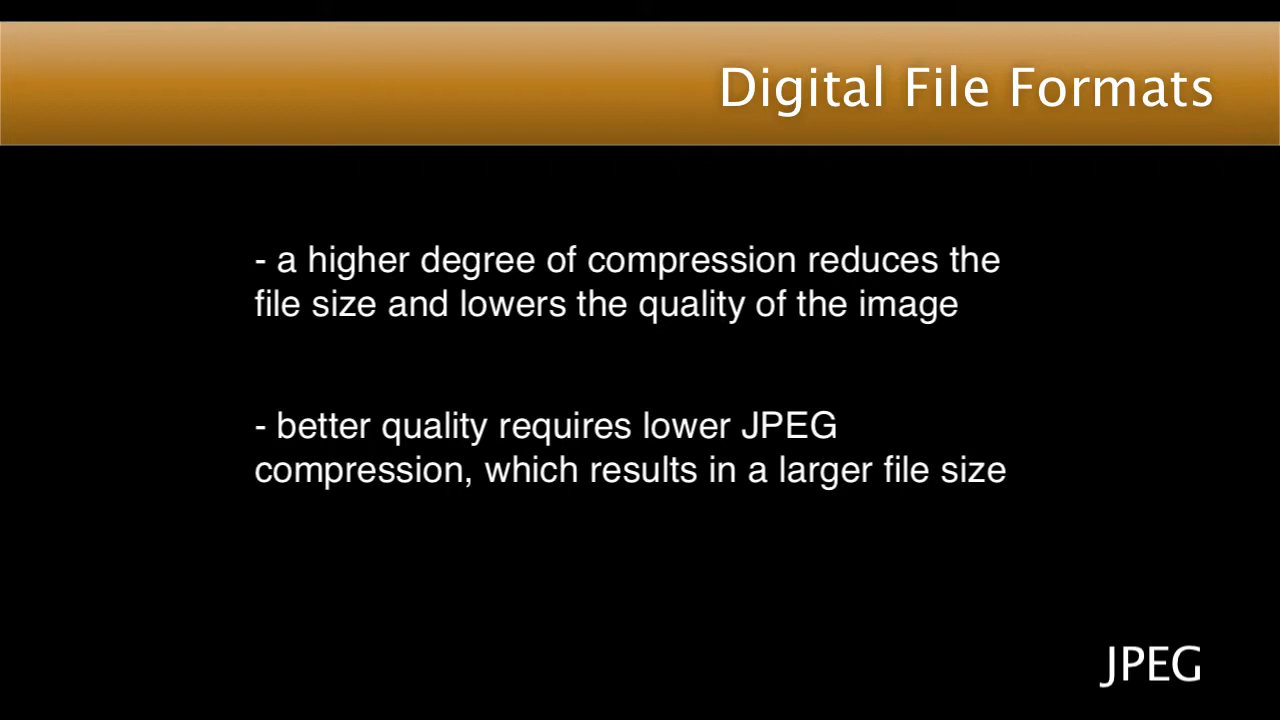 Digital File Formats
- a higher degree of compression reduces the
file size and lowers the quality of the image
- better quality requires lower JPEG
compression, which results in a larger file size
JPEG